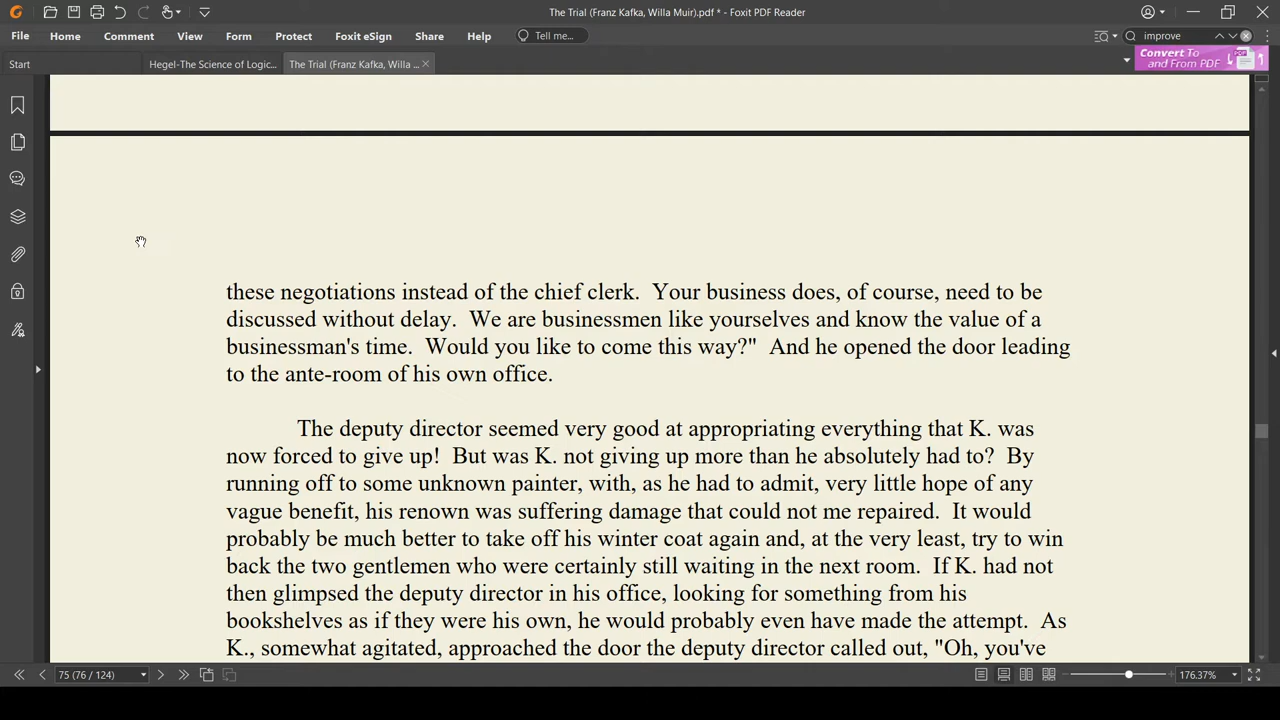 The Trial (Franz Kafka, Willa Muir).pdf * - Foxit PDF Reader
File Home Comment View Form Protect Foxit eSign Share Help Tell me... improve
Start Hegel-The Science of Logic... The Trial (Franz Kafka, Willa ... Convert To
and From PDF
PDF
these negotiations instead of the chief clerk. Your business does, of course, need to be
discussed without delay. We are businessmen like yourselves and know the value of a
businessman's time. Would you like to come this way?" And he opened the door leading
to the ante-room of his own office.
The deputy director seemed very good at appropriating everything that K. was
now forced to give up! But was K. not giving up more than he absolutely had to? By
running off to some unknown painter, with, as he had to admit, very little hope of any
vague benefit, his renown was suffering damage that could not me repaired. It would
probably be much better to take off his winter coat again and, at the very least, try to win
back the two gentlemen who were certainly still waiting in the next room. If K. had not
then glimpsed the deputy director in his office, looking for something from his
bookshelves as if they were his own, he would probably even have made the attempt. As
K., somewhat agitated, approached the door the deputy director called out, "Oh, you've
75 (76 / 124) 176.37%